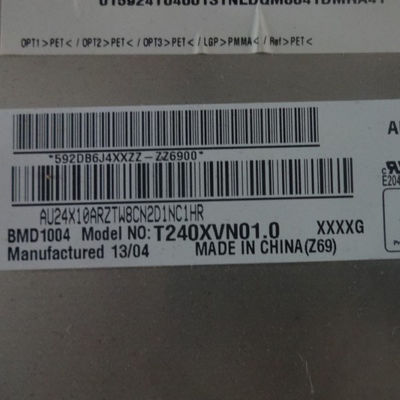 OPT1>PET< / OPT2>PET< / OPT3>PET< / LGP>PMMA< / Ref>PET<
*592DB6J4XXZZ-ZZ6900*
AU24X10ARZTW8CN2D1NC1HR
BMD1004 Model NO: T240XVN01.0 XXXXG
Manufactured 13/04 MADE IN CHINA(Z69)
E204